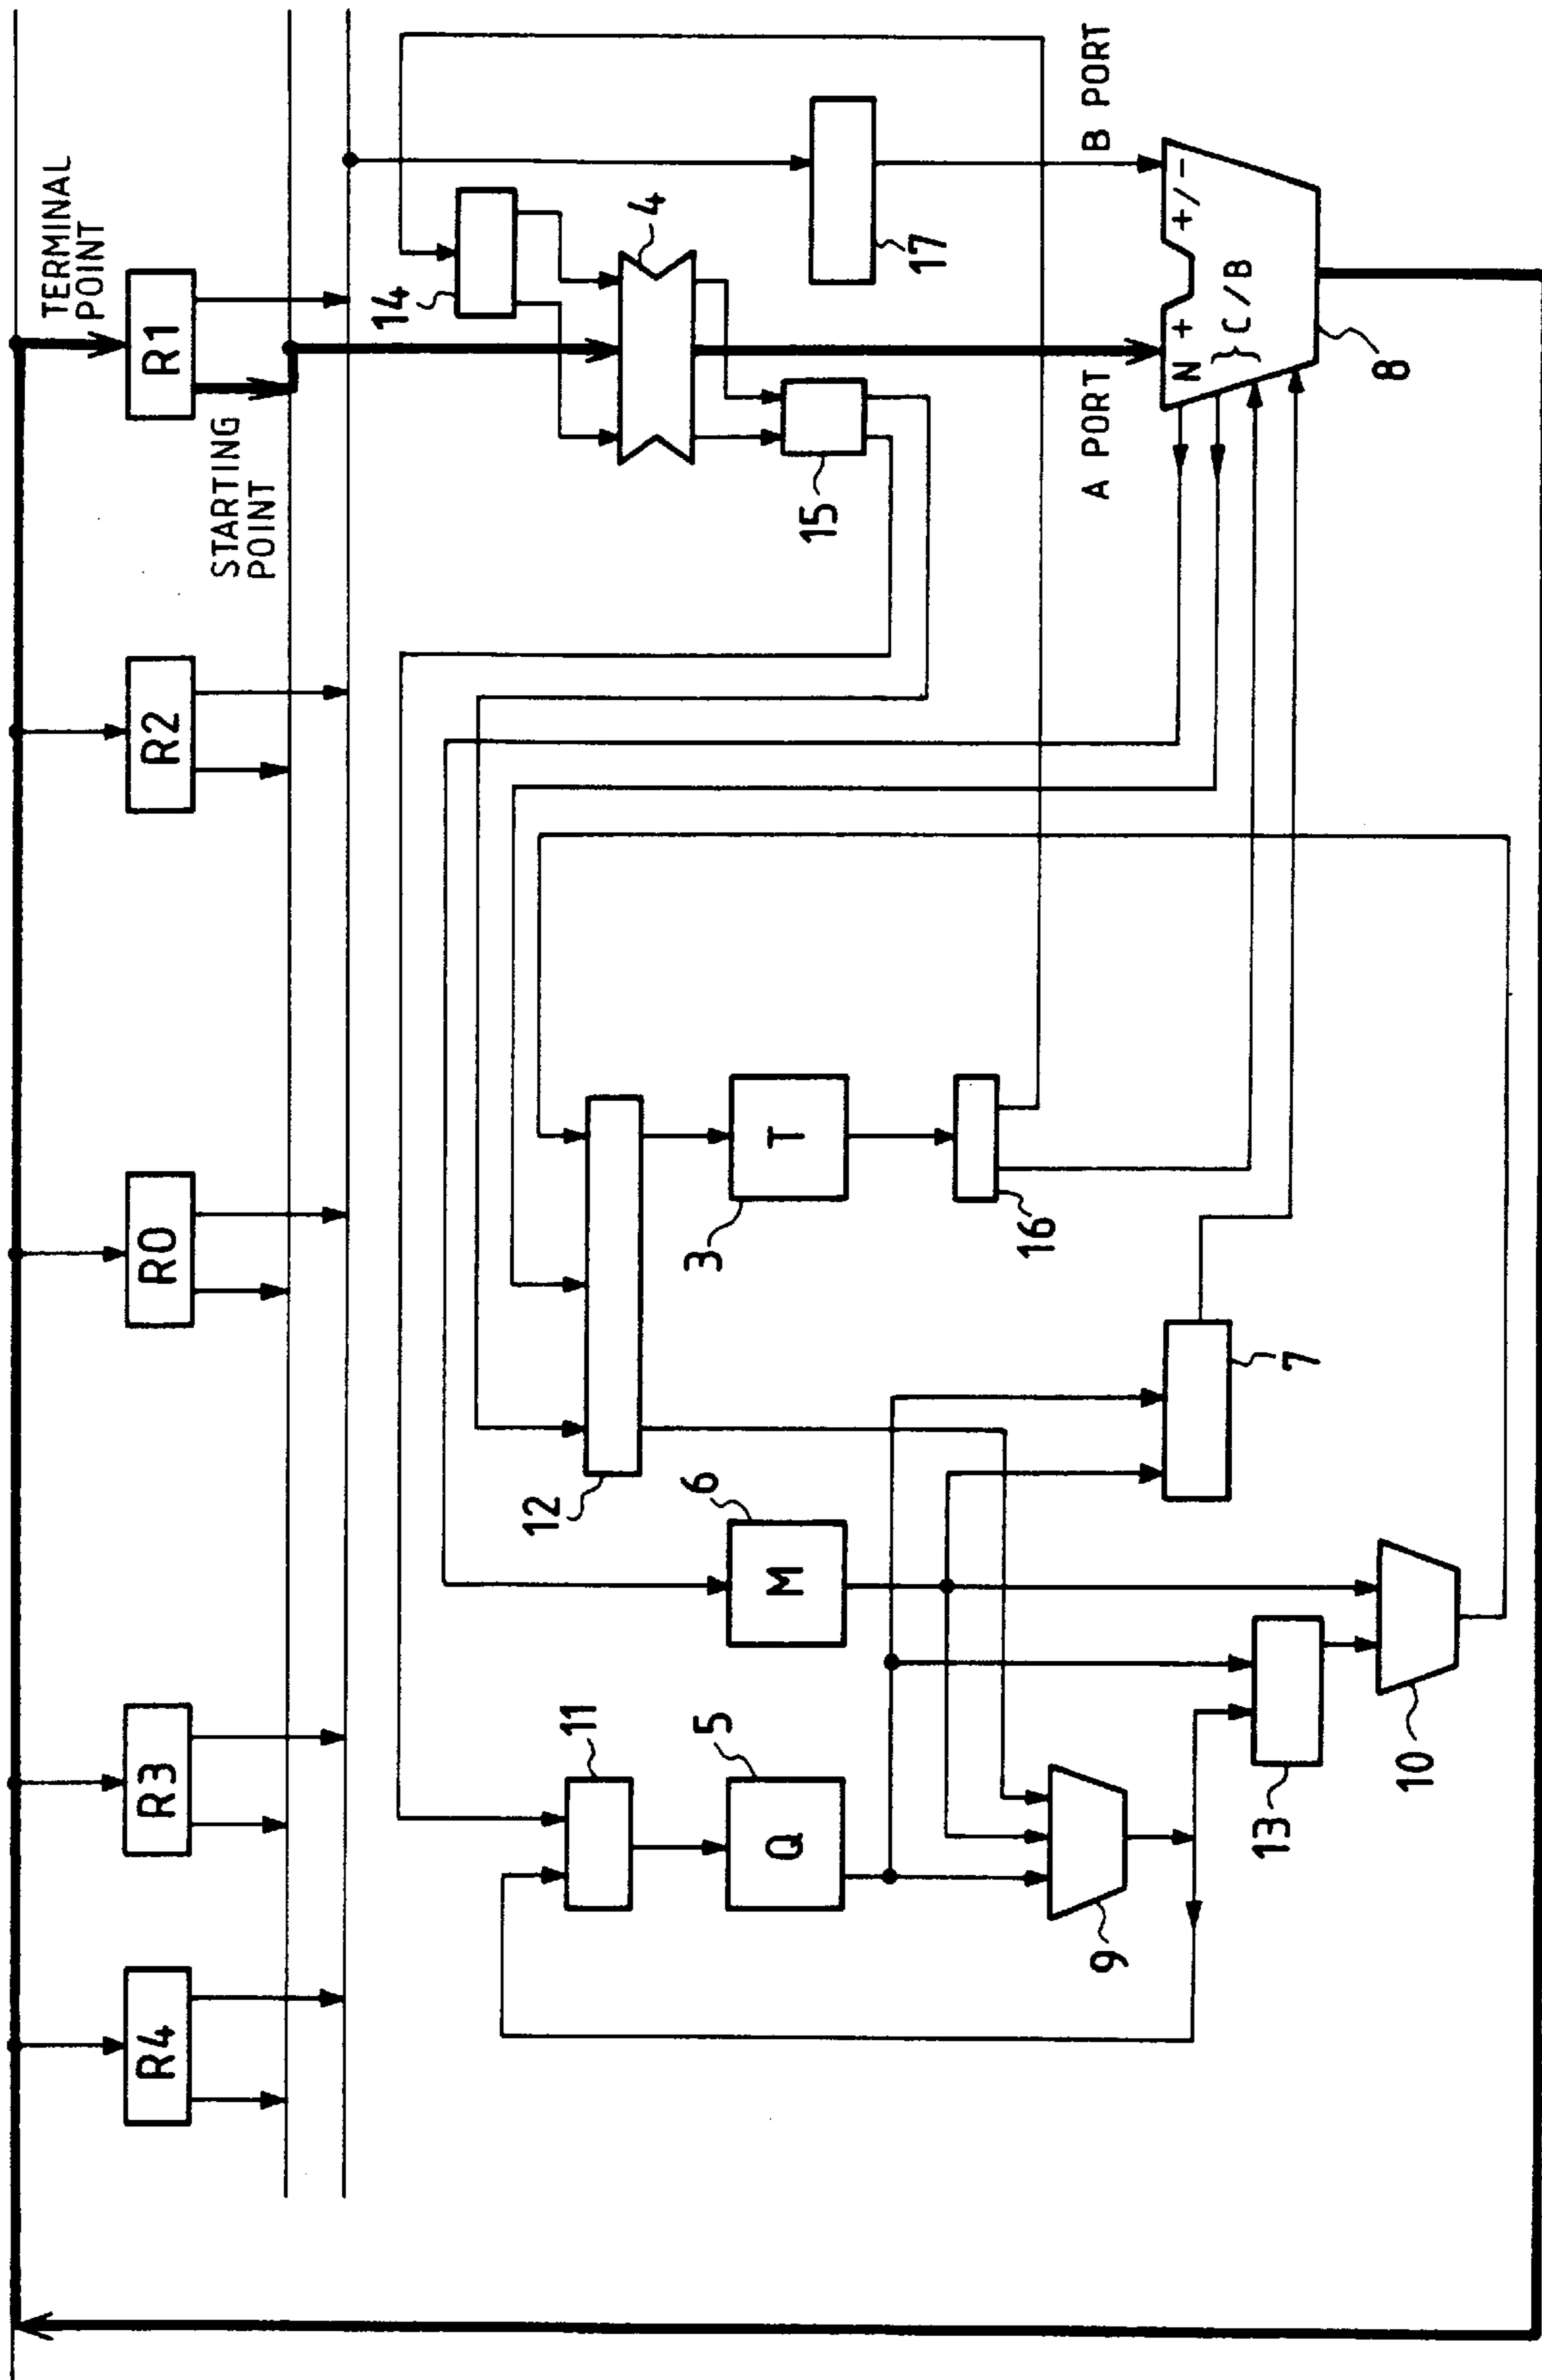 TERMINAL
POINT
R1
R2
R0
R3
R4
STARTING
POINT
14
4
17
15
B PORT
A PORT
N + +/-
} C/B
8
12
T
3
16
6
M
7
11
5
Q
9
13
10